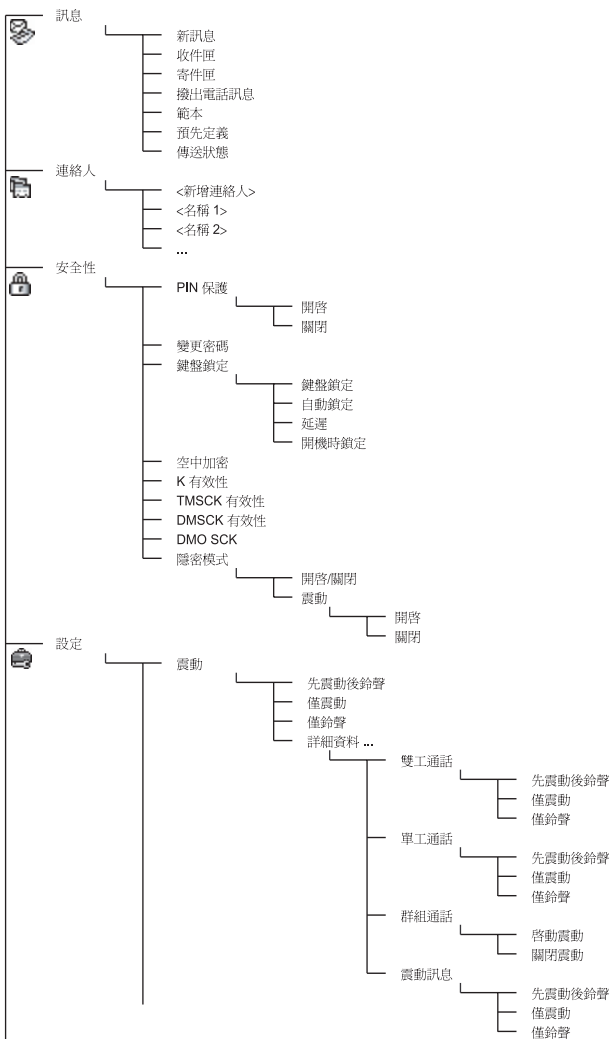 訊息
新訊息
收件匣
寄件匣
撥出電話訊息
範本
預先定義
傳送狀態
連絡人
<新增連絡人>
<名稱 1>
<名稱 2>
...
安全性
PIN 保護
開啓
關閉
變更密碼
鍵盤鎖定
鍵盤鎖定
自動鎖定
延遲
開機時鎖定
空中加密
K 有效性
TMSCK 有效性
DMSCK 有效性
DMO SCK
隱密模式
開啓/關閉
震動
開啓
關閉
設定
震動
先震動後鈴聲
僅震動
僅鈴聲
詳細資料 ...
雙工通話
先震動後鈴聲
僅震動
僅鈴聲
單工通話
先震動後鈴聲
僅震動
僅鈴聲
群組通話
啓動震動
關閉震動
震動訊息
先震動後鈴聲
僅震動
僅鈴聲